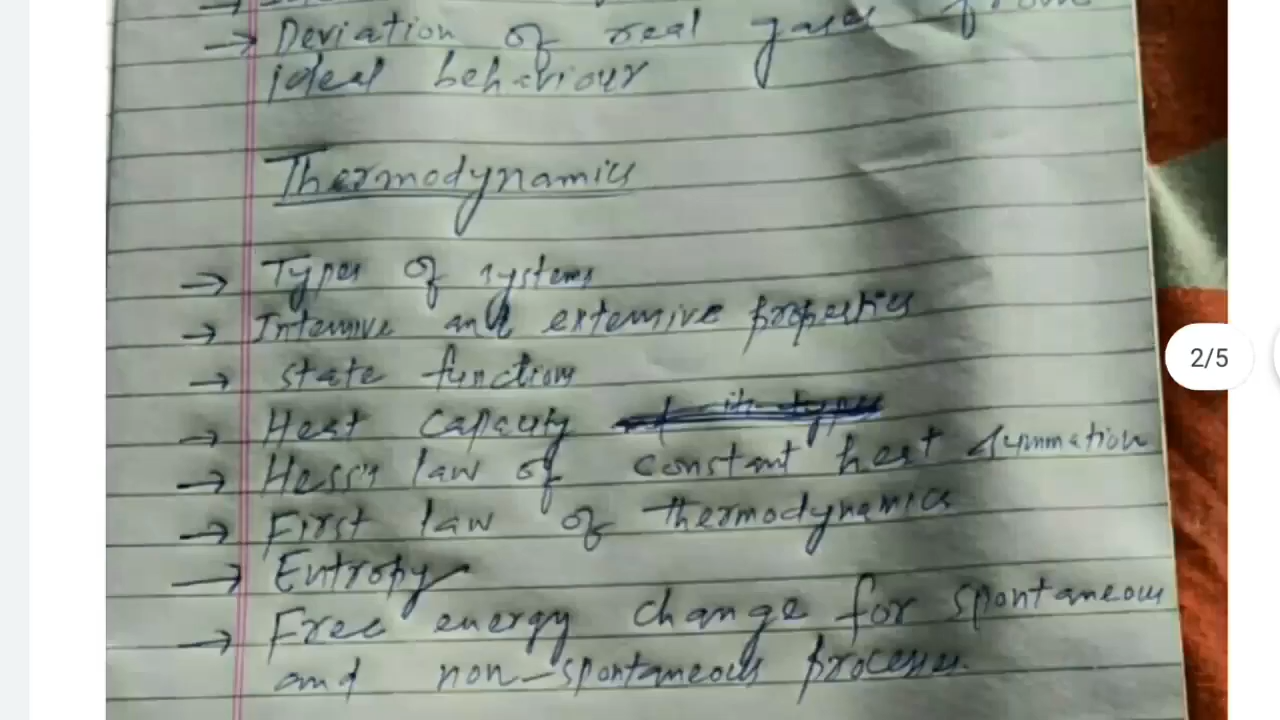 → Deviation of real gases from
ideal behaviour
Thermodynamics
→ Types of systems
→ Intensive and extensive properties
→ state functions
→ Heat capacity
→ Hess's law of constant heat summation
→ First law of thermodynamics
→ Entropy
→ Free energy change for spontaneous
and non-spontaneous processes.
2/5